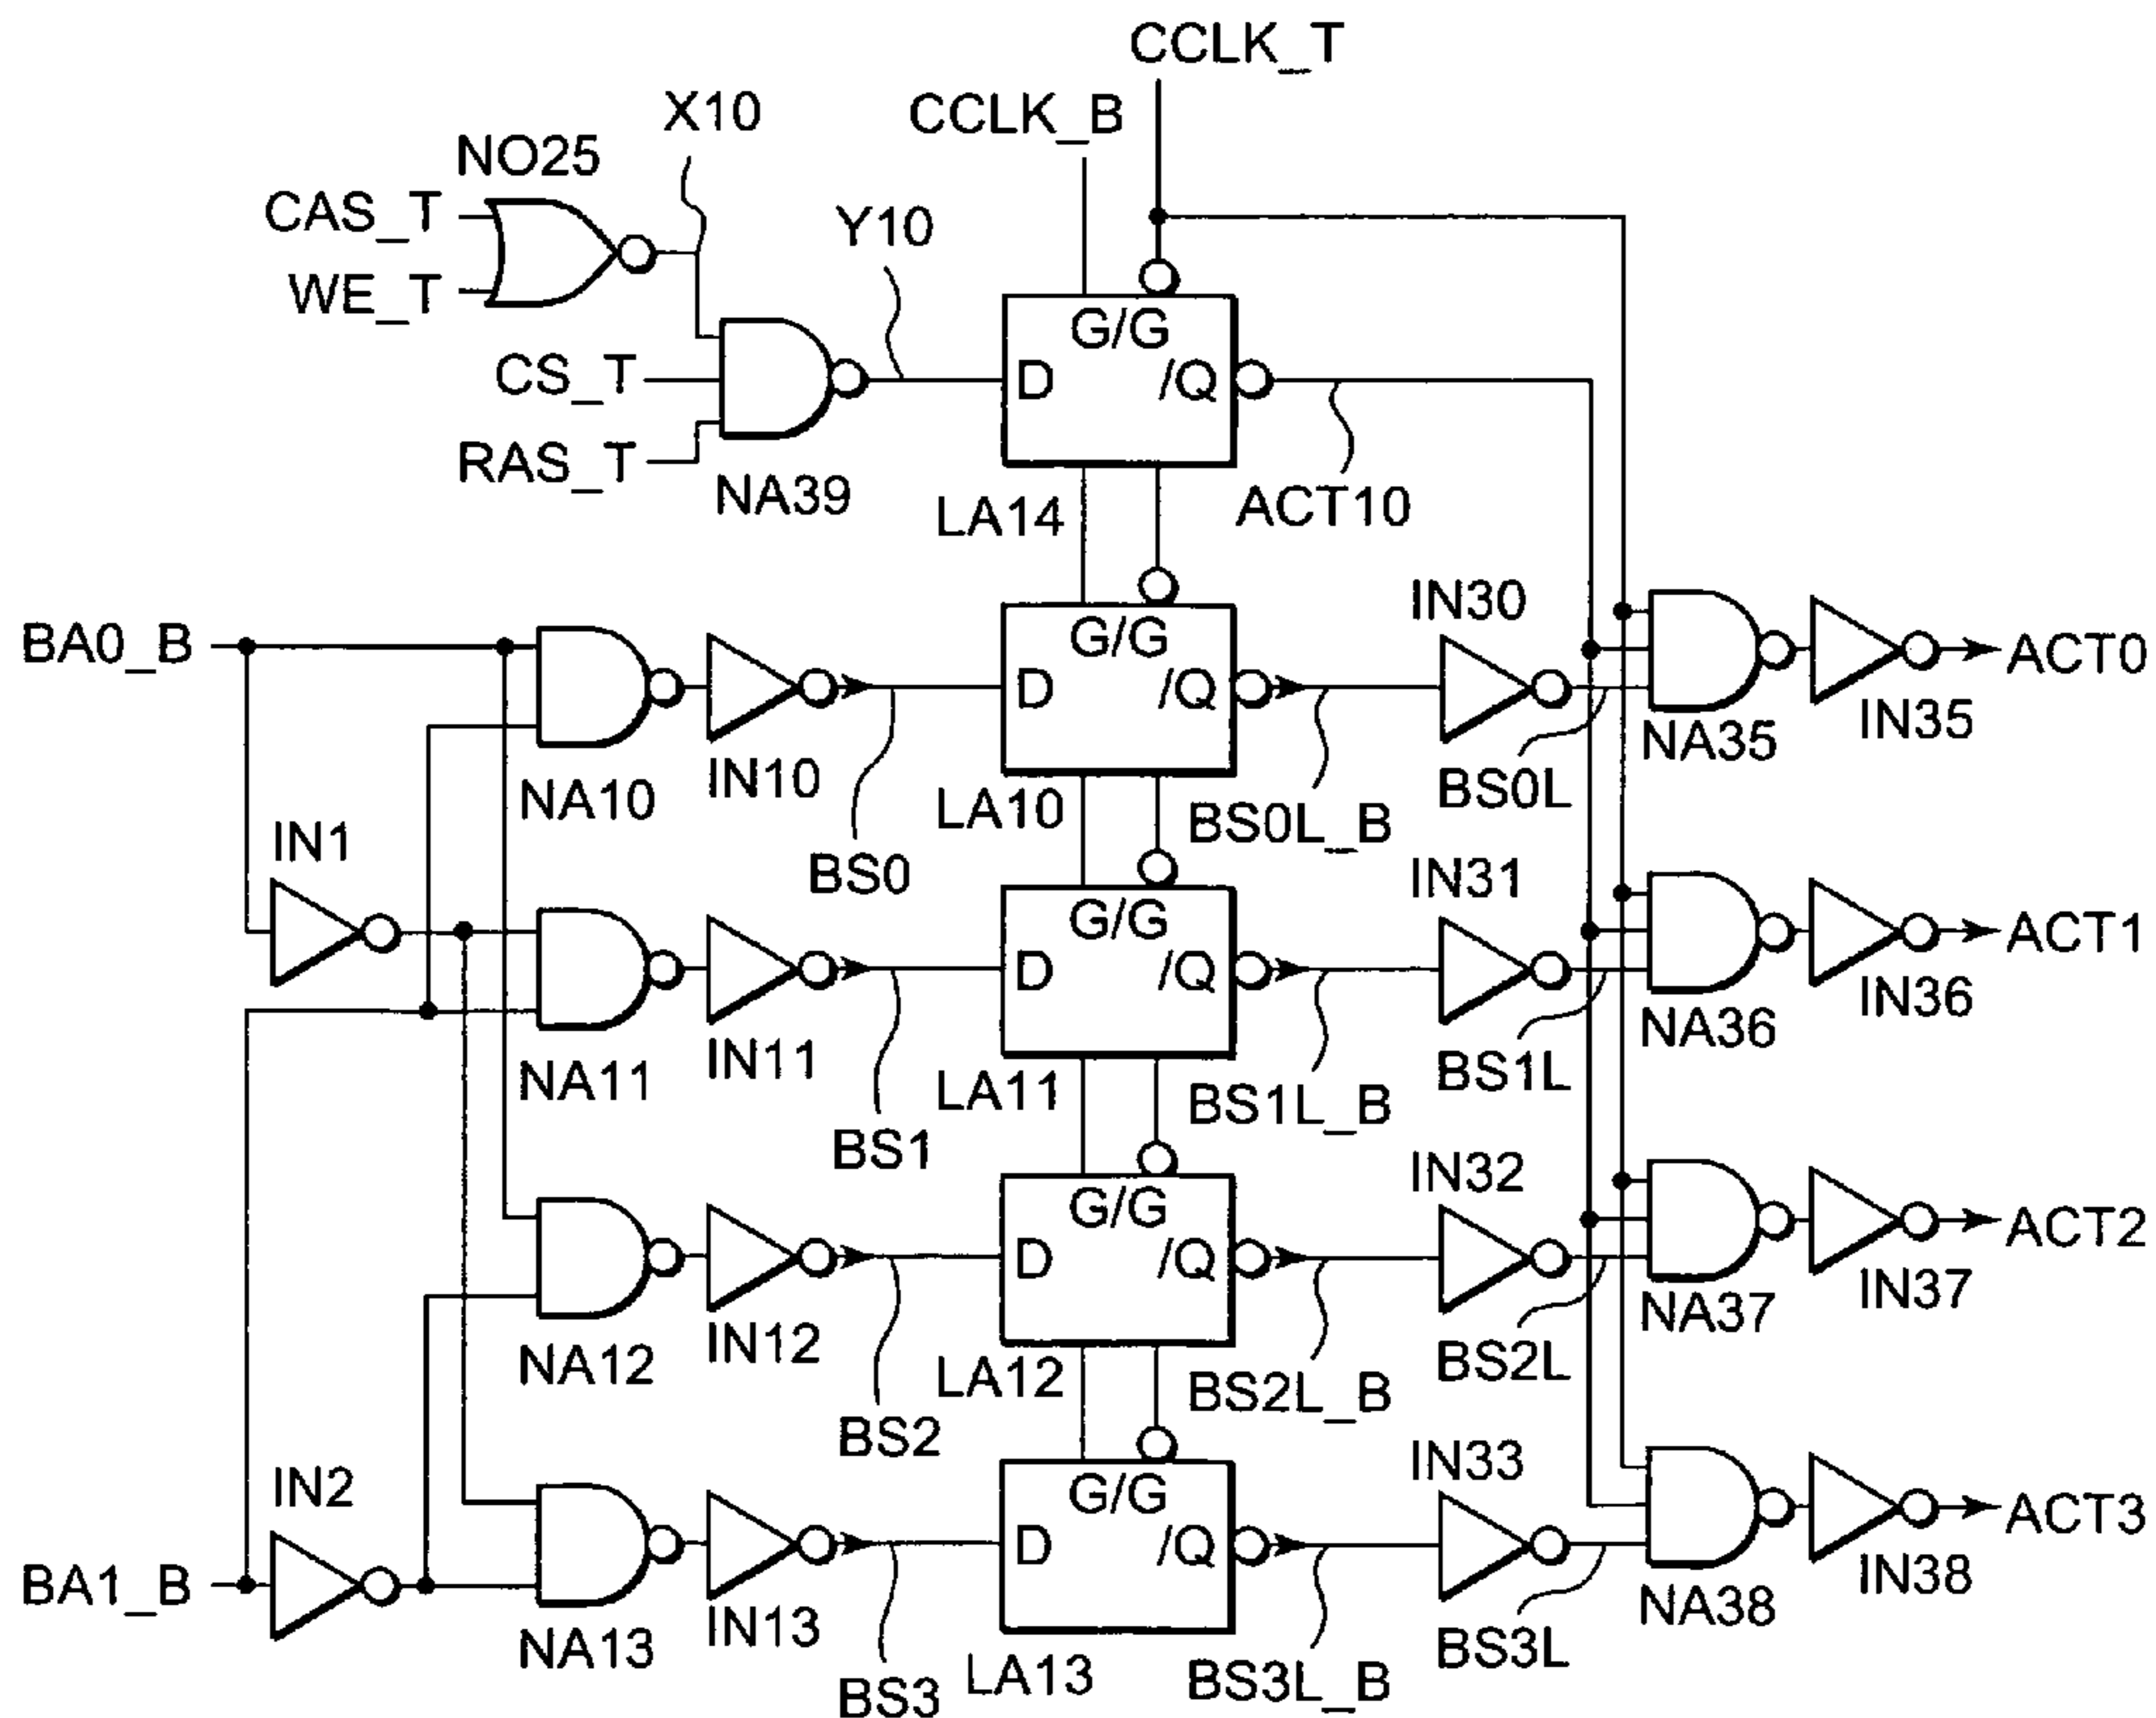 CCLK_T
CCLK_B
X10
NO25
CAS_T
WE_T
Y10
G/G
D
/Q
CS_T
RAS_T
NA39
LA14
ACT10
BA0_B
NA10
IN10
BS0
G/G
D
/Q
LA10
BS0L_B
IN30
BS0L
NA35
IN35
ACT0
IN1
NA11
IN11
BS1
G/G
D
/Q
LA11
BS1L_B
IN31
BS1L
NA36
IN36
ACT1
NA12
IN12
BS2
G/G
D
/Q
LA12
BS2L_B
IN32
BS2L
NA37
IN37
ACT2
IN2
BA1_B
NA13
IN13
BS3
G/G
D
/Q
LA13
BS3L_B
IN33
BS3L
NA38
IN38
ACT3